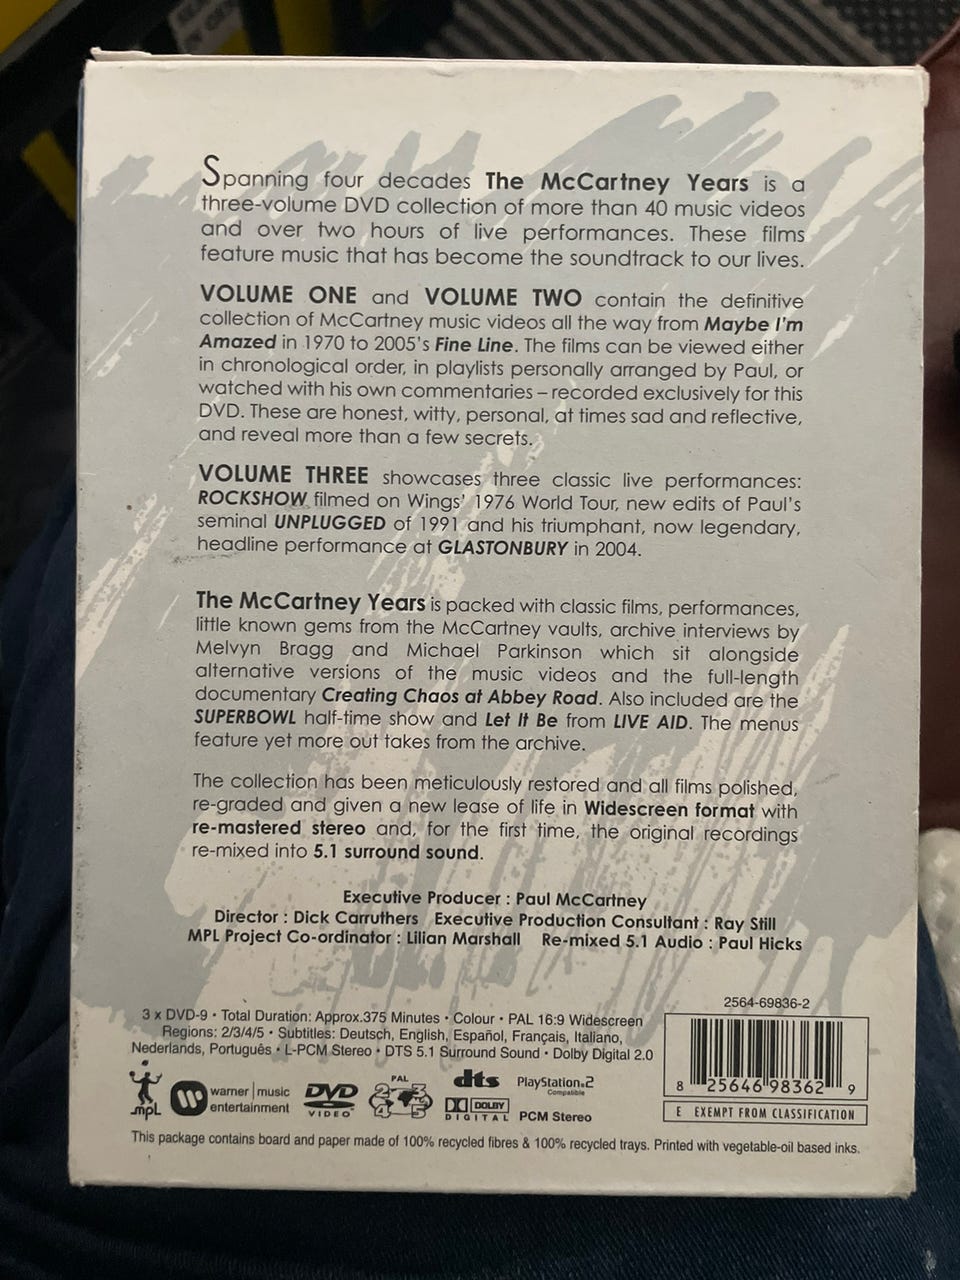 Spanning four decades The McCartney Years is a
three-volume DVD collection of more than 40 music videos
and over two hours of live performances. These films
feature music that has become the soundtrack to our lives.
VOLUME ONE and VOLUME TWO contain the definitive
collection of McCartney music videos all the way from Maybe I'm
Amazed in 1970 to 2005's Fine Line. The films can be viewed either
in chronological order, in playlists personally arranged by Paul, or
watched with his own commentaries – recorded exclusively for this
DVD. These are honest, witty, personal, at times sad and reflective,
and reveal more than a few secrets.
VOLUME THREE showcases three classic live performances:
ROCKSHOW filmed on Wings' 1976 World Tour, new edits of Paul's
seminal UNPLUGGED of 1991 and his triumphant, now legendary,
headline performance at GLASTONBURY in 2004.
The McCartney Years is packed with classic films, performances,
little known gems from the McCartney vaults, archive interviews by
Melvyn Bragg and Michael Parkinson which sit alongside
alternative versions of the music videos and the full-length
documentary Creating Chaos at Abbey Road. Also included are the
SUPERBOWL half-time show and Let It Be from LIVE AID. The menus
feature yet more out takes from the archive.
The collection has been meticulously restored and all films polished,
re-graded and given a new lease of life in Widescreen format with
re-mastered stereo and, for the first time, the original recordings
re-mixed into 5.1 surround sound.
Executive Producer : Paul McCartney
Director : Dick Carruthers Executive Production Consultant : Ray Still
MPL Project Co-ordinator : Lilian Marshall Re-mixed 5.1 Audio : Paul Hicks
2564-69836-2
3 x DVD-9 • Total Duration: Approx.375 Minutes • Colour • PAL 16:9 Widescreen
Regions: 2/3/4/5 • Subtitles: Deutsch, English, Español, Français, Italiano,
Nederlands, Português • L-PCM Stereo • DTS 5.1 Surround Sound • Dolby Digital 2.0
8 25646 98362 9
mpL
warner music
entertainment
DVD
VIDEO
PAL
2 3
4 5
dts
DOLBY
DIGITAL
PlayStation.2
Compatible
PCM Stereo
E EXEMPT FROM CLASSIFICATION
This package contains board and paper made of 100% recycled fibres & 100% recycled trays. Printed with vegetable-oil based inks.